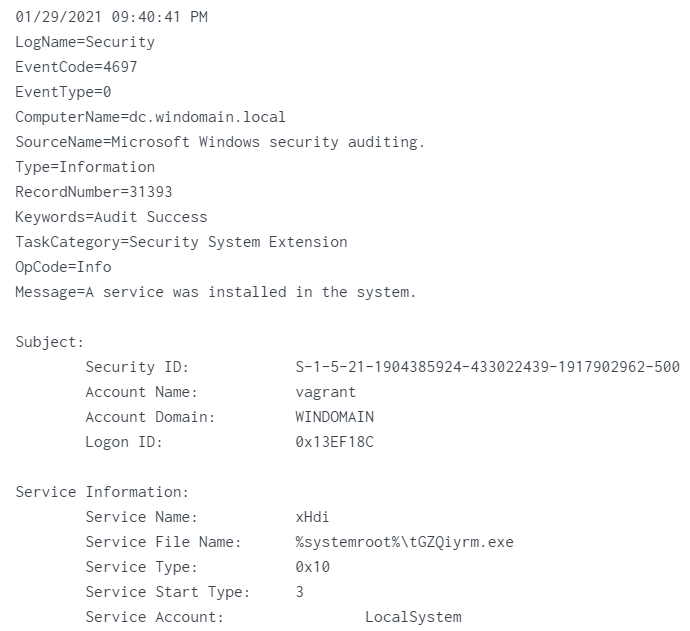 01/29/2021 09:40:41 PM
LogName=Security
EventCode=4697
EventType=0
ComputerName=dc.windomain.local
SourceName=Microsoft Windows security auditing.
Type=Information
RecordNumber=31393
Keywords=Audit Success
TaskCategory=Security System Extension
OpCode=Info
Message=A service was installed in the system.
Subject:
Security ID: S-1-5-21-1904385924-433022439-1917902962-500
Account Name: vagrant
Account Domain: WINDOMAIN
Logon ID: 0x13EF18C
Service Information:
Service Name: xHdi
Service File Name: %systemroot%\tGZQiyrm.exe
Service Type: 0x10
Service Start Type: 3
Service Account: LocalSystem